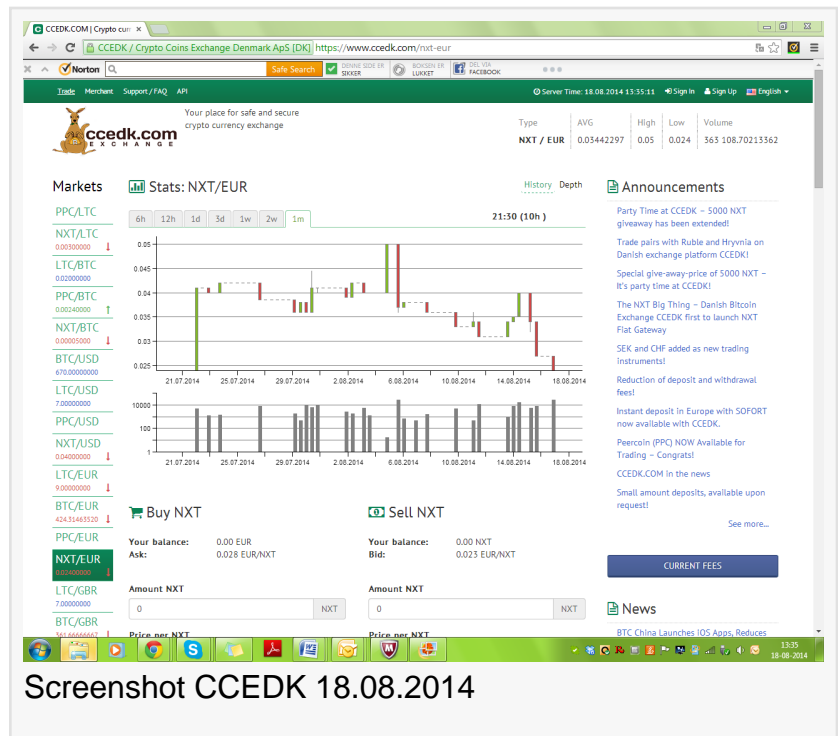 CCEDK.COM | Crypto curr
CCEDK / Crypto Coins Exchange Denmark ApS [DK] https://www.ccedk.com/nxt-eur
Norton
Safe Search
DENNE SIDE ER SIKKER
BOKSEN ER LUKKET
DEL VIA FACEBOOK
Trade Merchant Support / FAQ API
Server Time: 18.08.2014 13:35:11 Sign In Sign Up English
ccedk.com
EXCHANGE
Your place for safe and secure
crypto currency exchange
Type AVG High Low Volume
NXT / EUR 0.03442297 0.05 0.024 363 108.70213362
Markets
PPC/LTC
NXT/LTC
0.00300000
LTC/BTC
0.02000000
PPC/BTC
0.00240000
NXT/BTC
0.00005000
BTC/USD
670.00000000
LTC/USD
7.00000000
PPC/USD
NXT/USD
0.04000000
LTC/EUR
9.00000000
BTC/EUR
424.31463520
PPC/EUR
NXT/EUR
0.02400000
LTC/GBR
7.00000000
BTC/GBR
361.66666667
Stats: NXT/EUR
History Depth
6h 12h 1d 3d 1w 2w 1m
21:30 (10h )
0.05
0.045
0.04
0.035
0.03
0.025
21.07.2014 25.07.2014 29.07.2014 2.08.2014 6.08.2014 10.08.2014 14.08.2014 18.08.2014
10000
100
1
21.07.2014 25.07.2014 29.07.2014 2.08.2014 6.08.2014 10.08.2014 14.08.2014 18.08.2014
Buy NXT
Your balance: 0.00 EUR
Ask: 0.028 EUR/NXT
Amount NXT
0 NXT
Price per NXT
Sell NXT
Your balance: 0.00 NXT
Bid: 0.023 EUR/NXT
Amount NXT
0 NXT
Price per NXT
Announcements
Party Time at CCEDK – 5000 NXT
giveaway has been extended!
Trade pairs with Ruble and Hryvnia on
Danish exchange platform CCEDK!
Special give-away-price of 5000 NXT –
It's party time at CCEDK!
The NXT Big Thing – Danish Bitcoin
Exchange CCEDK first to launch NXT
Fiat Gateway
SEK and CHF added as new trading
instruments!
Reduction of deposit and withdrawal
fees!
Instant deposit in Europe with SOFORT
now available with CCEDK.
Peercoin (PPC) NOW Available for
Trading – Congrats!
CCEDK.COM in the news
Small amount deposits, available upon
request!
See more...
CURRENT FEES
News
BTC China Launches iOS Apps, Reduces
13:35
18-08-2014
Screenshot CCEDK 18.08.2014